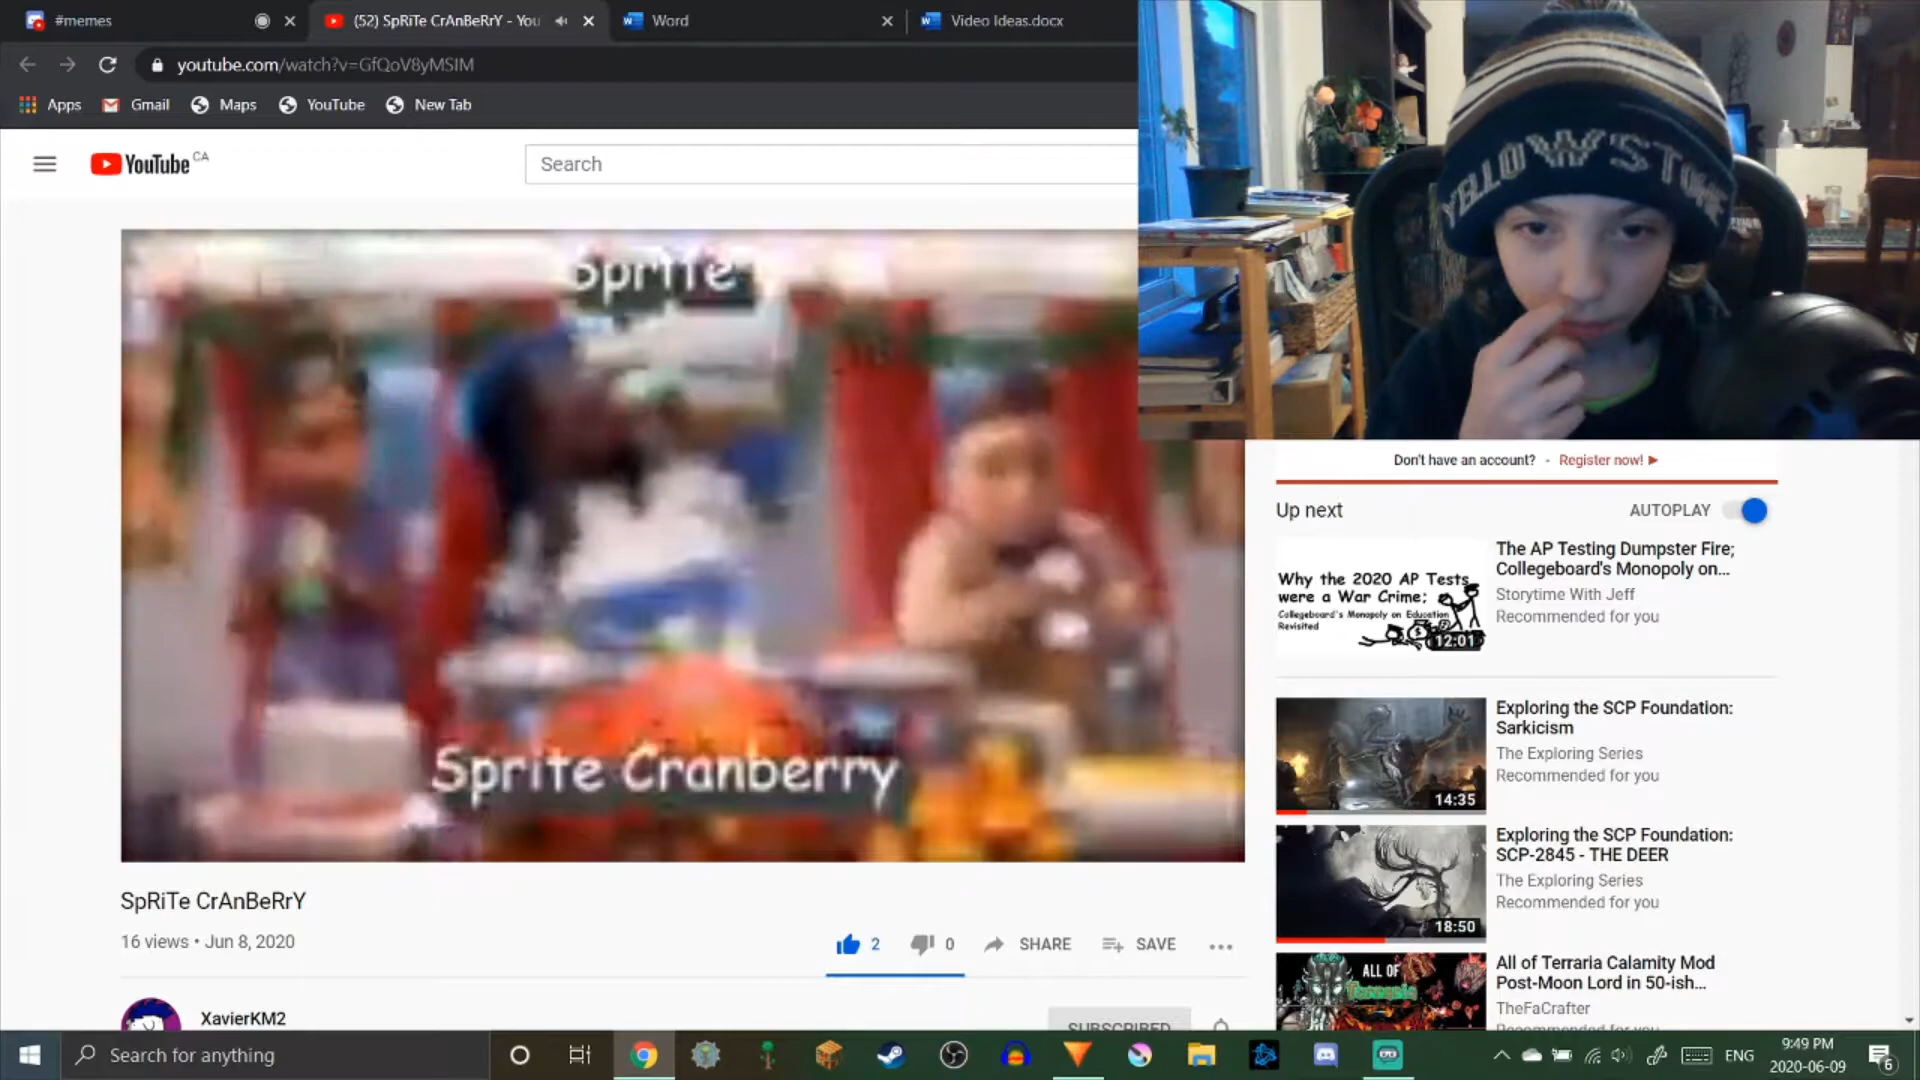 #memes
(52) SpRiTe CrAnBeRrY - You
Word
Video Ideas.docx
youtube.com/watch?v=GfQoV8yMSIM
Apps
Gmail
Maps
YouTube
New Tab
YouTube CA
Search
YELLOWSTONE
Sprite
Sprite Cranberry
Don't have an account? - Register now!
Up next
AUTOPLAY
Why the 2020 AP Tests
were a War Crime;
Collegeboard's Monopoly on Education
Revisited
12:01
The AP Testing Dumpster Fire;
Collegeboard's Monopoly on...
Storytime With Jeff
Recommended for you
14:35
Exploring the SCP Foundation:
Sarkicism
The Exploring Series
Recommended for you
18:50
Exploring the SCP Foundation:
SCP-2845 - THE DEER
The Exploring Series
Recommended for you
ALL OF
Terraria
All of Terraria Calamity Mod
Post-Moon Lord in 50-ish...
TheFaCrafter
Recommended for you
SpRiTe CrAnBeRrY
16 views • Jun 8, 2020
2
0
SHARE
SAVE
XavierKM2
SUBSCRIBED
Search for anything
ENG
9:49 PM
2020-06-09
6